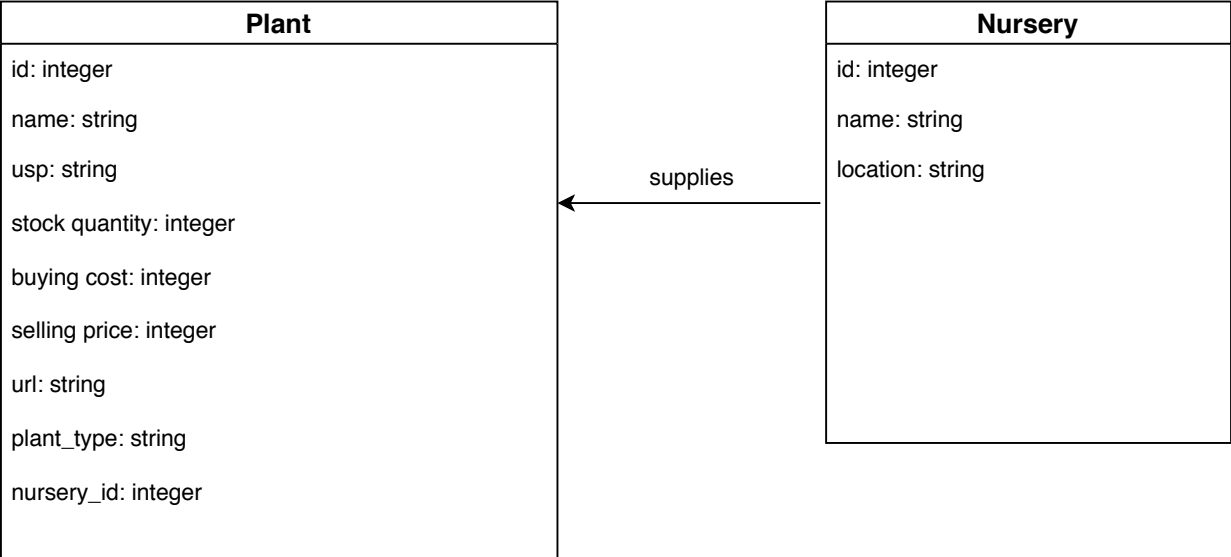 Plant
id: integer
name: string
usp: string
stock quantity: integer
buying cost: integer
selling price: integer
url: string
plant_type: string
nursery_id: integer
supplies
Nursery
id: integer
name: string
location: string